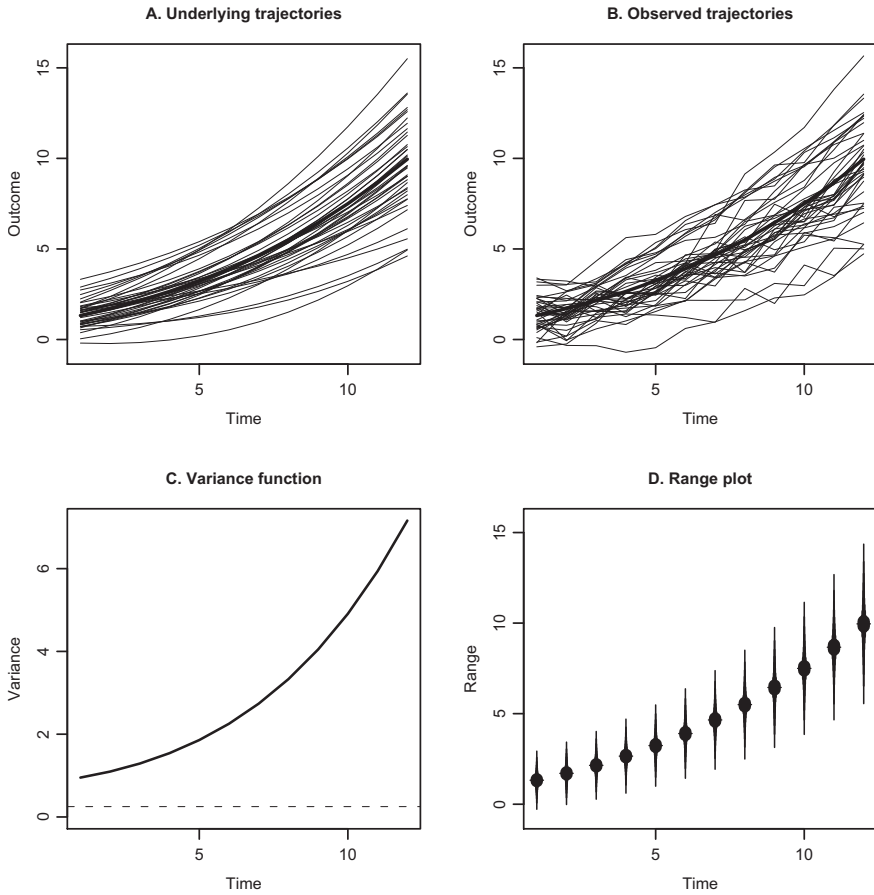 A. Underlying trajectories
15
10
5
0
Outcome
5
10
Time
B. Observed trajectories
15
10
5
0
Outcome
5
10
Time
C. Variance function
6
4
2
0
Variance
5
10
Time
D. Range plot
15
10
5
0
Range
5
10
Time